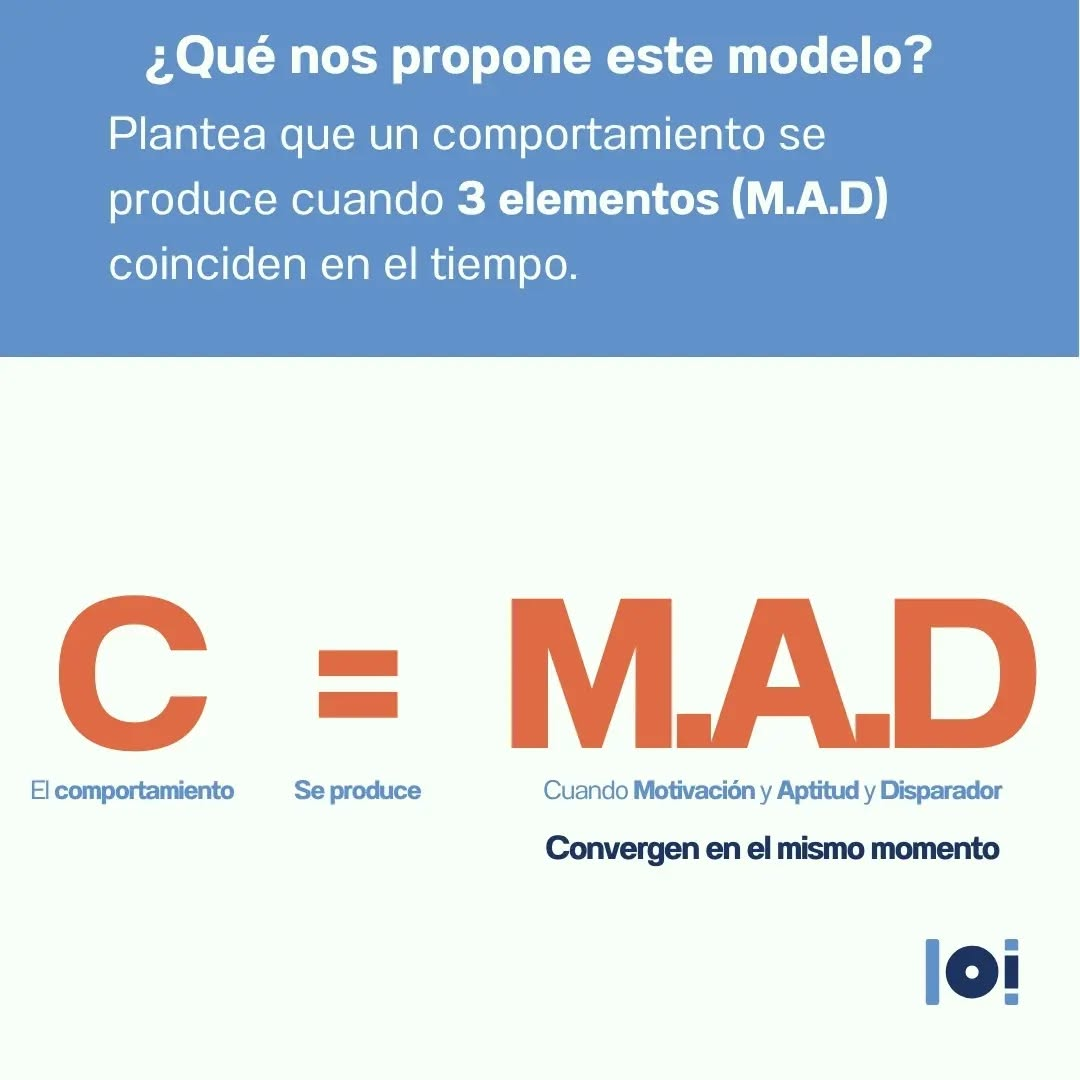 ¿Qué nos propone este modelo?
Plantea que un comportamiento se
produce cuando 3 elementos (M.A.D)
coinciden en el tiempo.
C = M.A.D
El comportamiento Se produce Cuando Motivación y Aptitud y Disparador
Convergen en el mismo momento